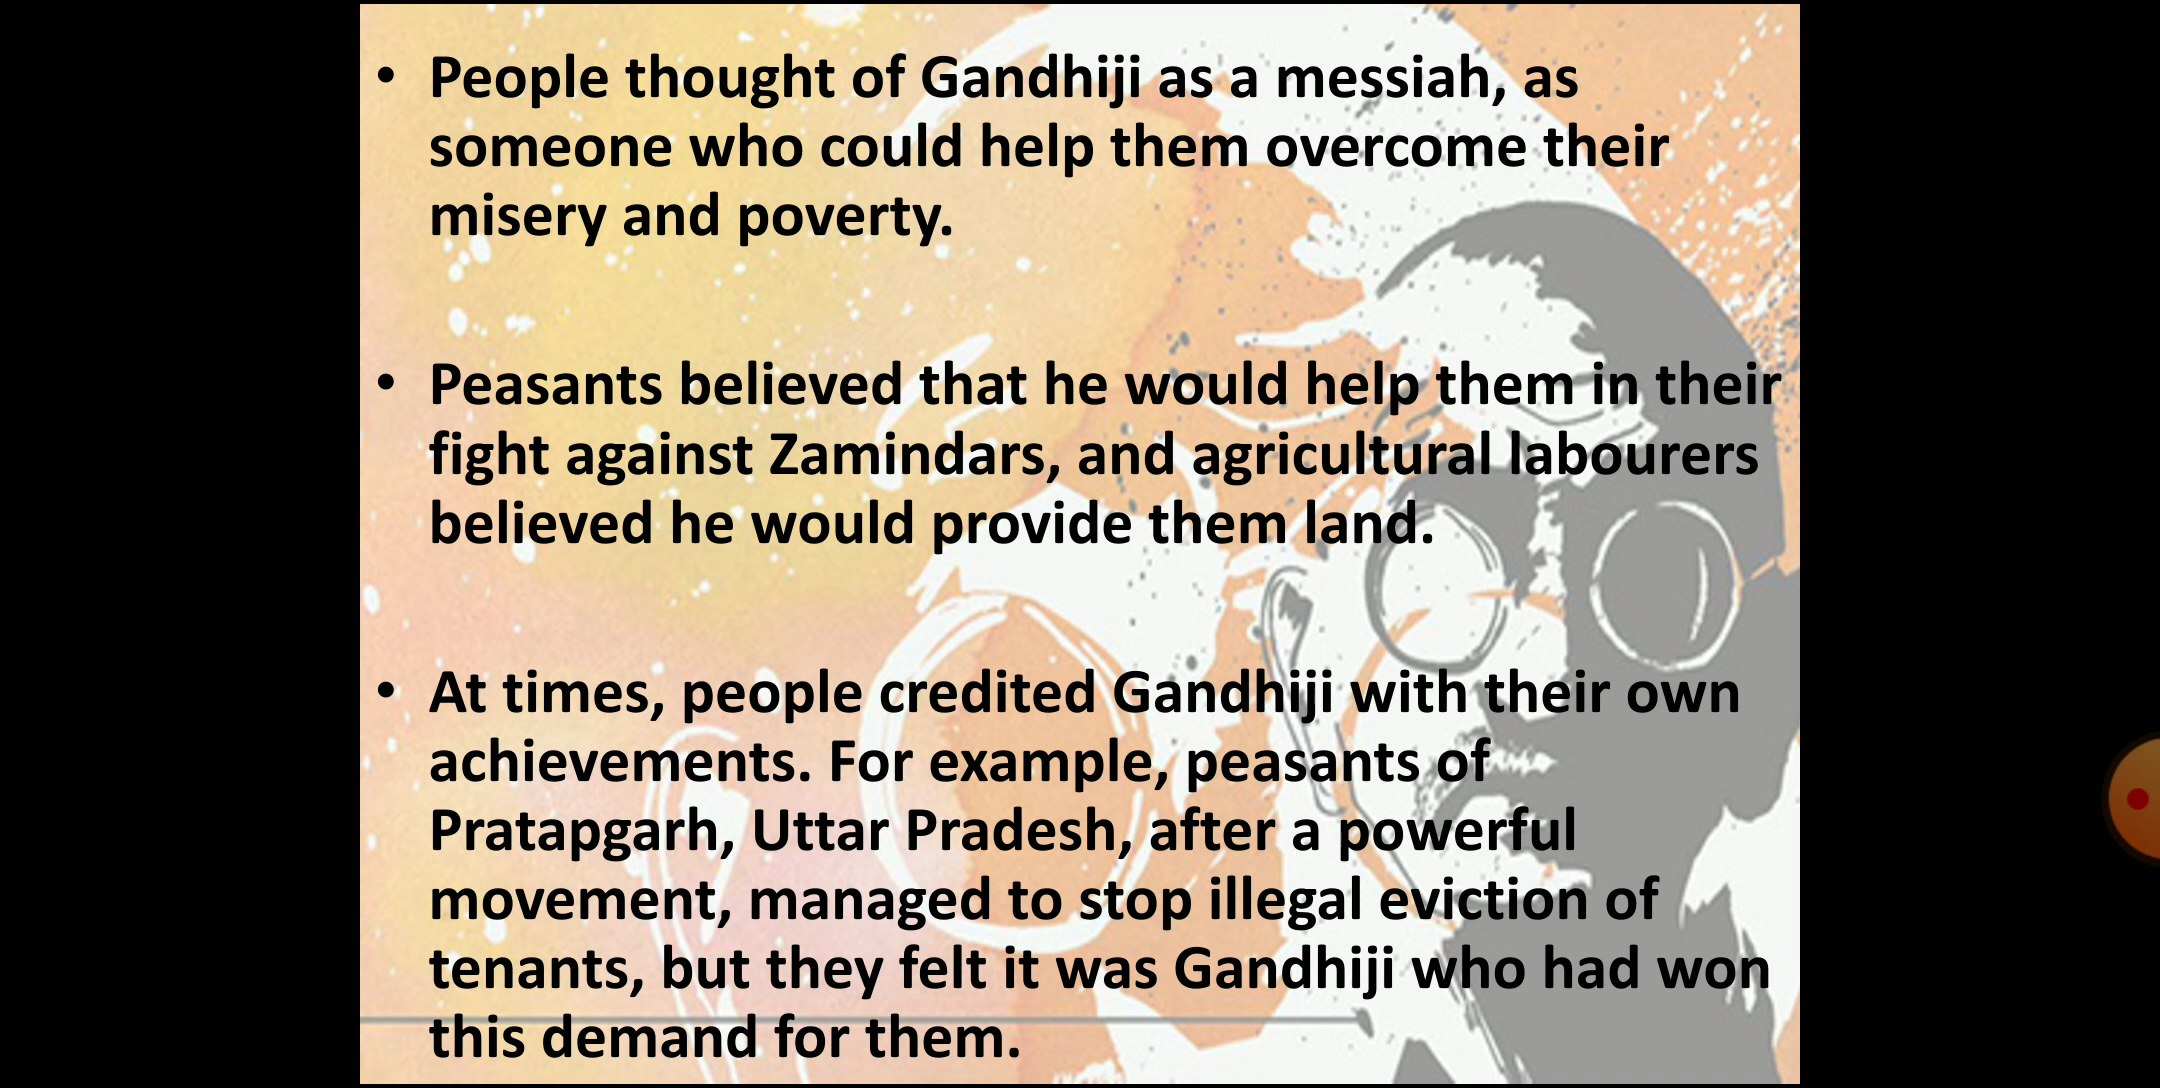 • People thought of Gandhiji as a messiah, as
someone who could help them overcome their
misery and poverty.
• Peasants believed that he would help them in their
fight against Zamindars, and agricultural labourers
believed he would provide them land.
• At times, people credited Gandhiji with their own
achievements. For example, peasants of
Pratapgarh, Uttar Pradesh, after a powerful
movement, managed to stop illegal eviction of
tenants, but they felt it was Gandhiji who had won
this demand for them.